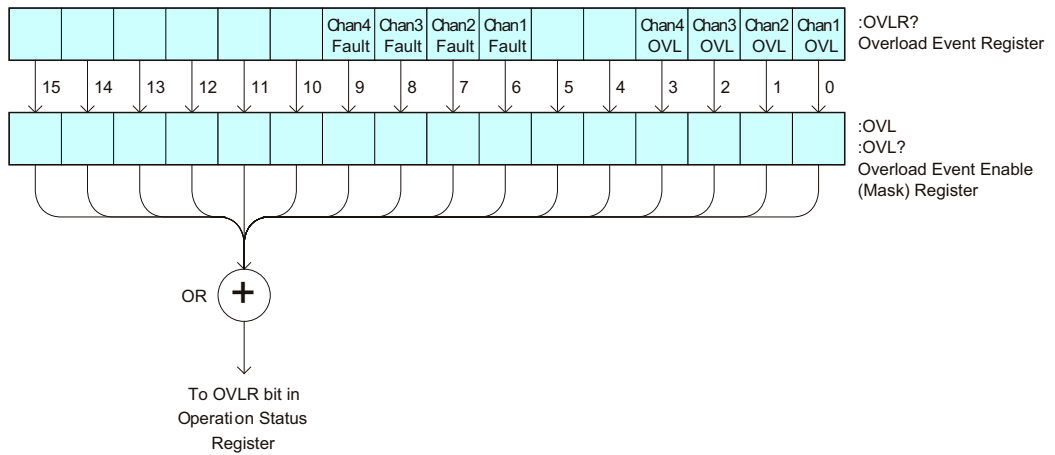 Chan4 Chan3 Chan2 Chan1 Chan4 Chan3 Chan2 Chan1
Fault Fault Fault Fault OVL OVL OVL OVL
:OVLR?
Overload Event Register
15 14 13 12 11 10 9 8 7 6 5 4 3 2 1 0
:OVL
:OVL?
Overload Event Enable
(Mask) Register
OR +
To OVLR bit in
Operation Status
Register